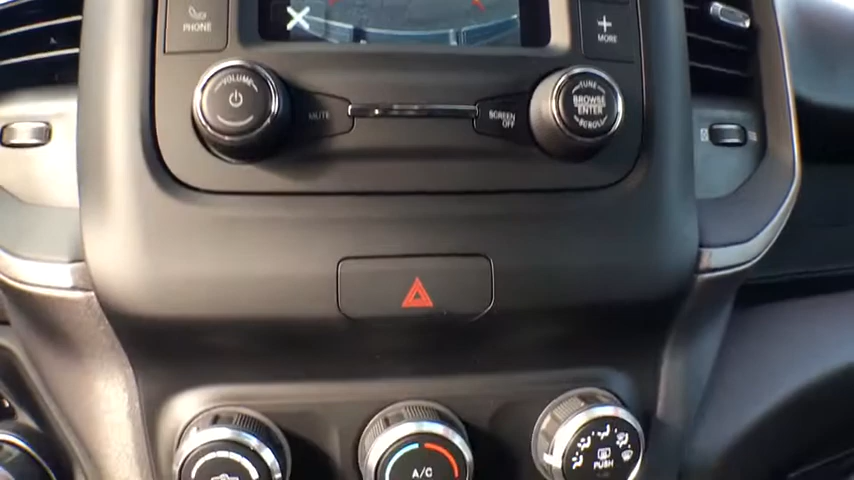 PHONE
MORE
VOLUME
MUTE
SCREEN
OFF
TUNE
BROWSE
ENTER
SCROLL
A/C
PUSH